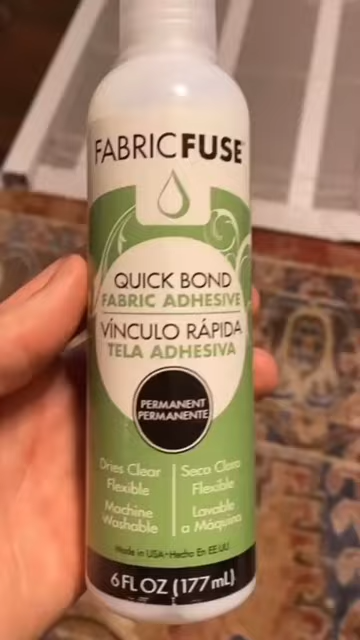 FABRICFUSE
QUICK BOND
FABRIC ADHESIVE
VÍNCULO RÁPIDA
TELA ADHESIVA
PERMANENT
PERMANENTE
Dries Clear
Flexible
Machine
Washable
Seco Claro
Flexible
Lavable
a Máquina
Made in USA-Hecho En EE.UU.
6 FL OZ (177 mL)